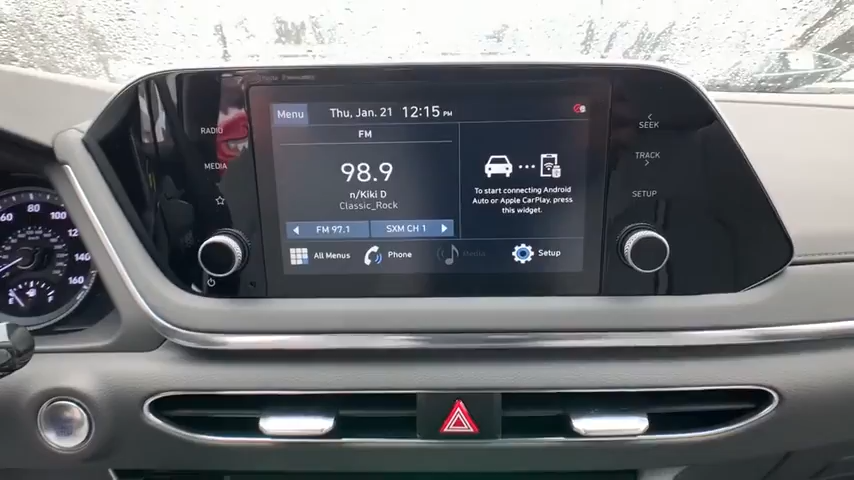 Menu
Thu, Jan. 21 12:15 PM
FM
98.9
n/Kiki D
Classic_Rock
FM 97.1
SXM CH 1
To start connecting Android
Auto or Apple CarPlay, press
this widget.
All Menus
Phone
Media
Setup
RADIO
MEDIA
SEEK
TRACK
SETUP
60
80
100
140
160